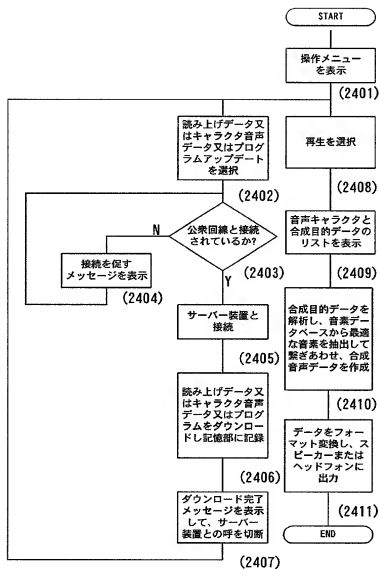 START
操作メニュー
を表示
(2401)
読み上げデータ又
はキャラクタ音声
データ又はプログ
ラムアップデート
を選択
(2402)
公衆回線と接続
されているか?
(2403)
N
Y
接続を促す
メッセージを表示
(2404)
サーバー装置と
接続
(2405)
読み上げデータ又
はキャラクタ音声
データ又はプログ
ラムをダウンロー
ドし記憶部に記録
(2406)
ダウンロード完了
メッセージを表示
して、サーバー
装置との呼を切断
(2407)
再生を選択
(2408)
音声キャラクタと
合成目的データの
リストを表示
(2409)
合成目的データを
解析し、音素デー
タベースから最適
な音素を抽出して
繋ぎあわせ、合成
音声データを作成
(2410)
データをフォー
マット変換し、ス
ピーカーまたは
ヘッドフォンに
出力
(2411)
END